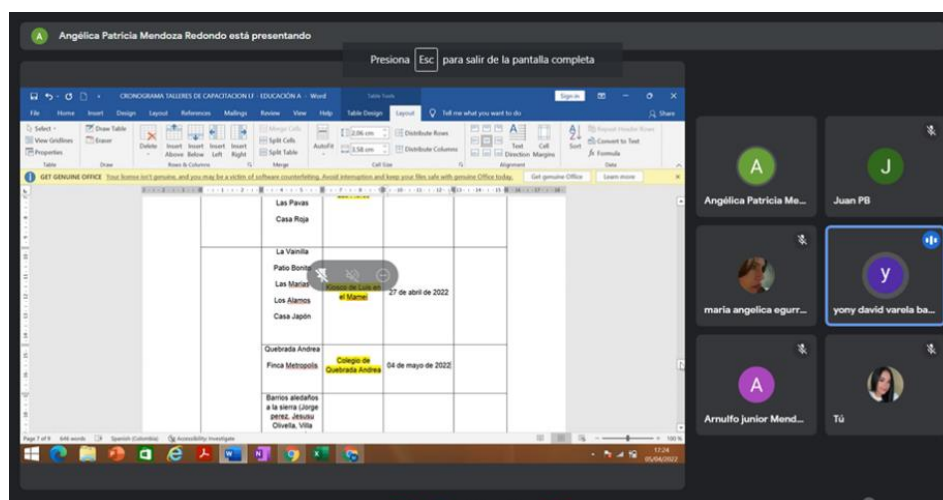 A Angélica Patricia Mendoza Redondo está presentando
Presiona Esc para salir de la pantalla completa
CRONOGRAMA TALLERES DE CAPACITACION LF - EDUCACIÓN A - Word
Table Tools
Sign in
File Home Insert Design Layout References Mailings Review View Help Table Design Layout Tell me what you want to do
Share
Select
View Gridlines
Properties
Table
Draw Table
Eraser
Draw
Delete
Insert Above
Insert Below
Insert Left
Insert Right
Rows & Columns
Merge Cells
Split Cells
Split Table
Merge
AutoFit
2,96 cm
3,58 cm
Distribute Rows
Distribute Columns
Cell Size
Text Direction
Cell Margins
Alignment
Sort
Repeat Header Rows
Convert to Text
Formula
Data
GET GENUINE OFFICE Your license isn't genuine, and you may be a victim of software counterfeiting. Avoid interruption and keep your files safe with genuine Office today. Get genuine Office Learn more
Las Pavas
Casa Roja
La Vainilla
Patio Bonito
Las Marias
Los Alamos
Casa Japón
Kiosco de Luis en
el Mamei
27 de abril de 2022
Quebrada Andrea
Finca Metropolis
Colegio de
Quebrada Andrea
04 de mayo de 2022
Barrios aledaños
a la sierra (Jorge
perez, Jesusu
Olivella, Villa
Page 7 of 9 646 words Spanish (Colombia) Accessibility: Investigate
100 %
17:24
05/04/2022
A
Angélica Patricia Me...
J
Juan PB
maria angelica egurr...
y
yony david varela ba...
A
Arnulfo junior Mend...
Tú